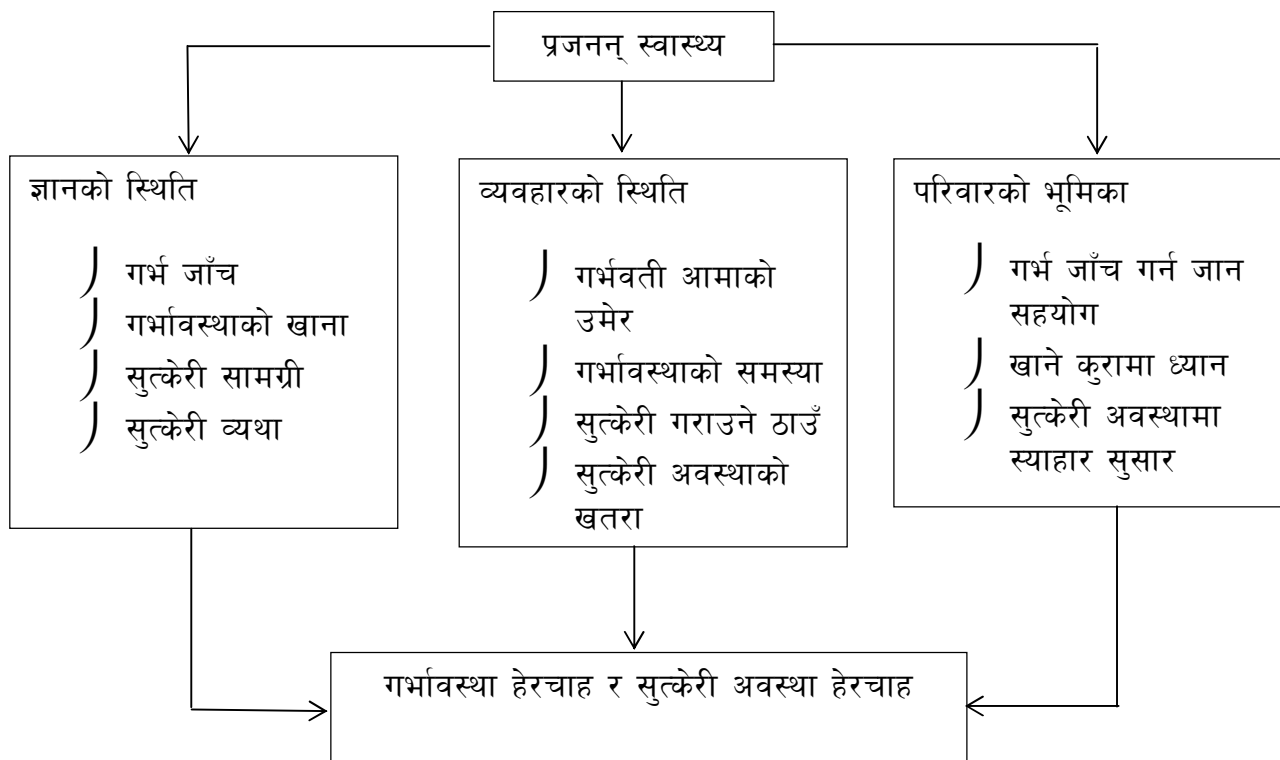 प्रजनन् स्वास्थ्य
ज्ञानको स्थिति
गर्भ जाँच
गर्भावस्थाको खाना
सुत्केरी सामग्री
सुत्केरी व्यथा
व्यवहारको स्थिति
गर्भवती आमाको
उमेर
गर्भावस्थाको समस्या
सुत्केरी गराउने ठाउँ
सुत्केरी अवस्थाको
खतरा
परिवारको भूमिका
गर्भ जाँच गर्न जान
सहयोग
खाने कुरामा ध्यान
सुत्केरी अवस्थामा
स्याहार सुसार
गर्भावस्था हेरचाह र सुत्केरी अवस्था हेरचाह